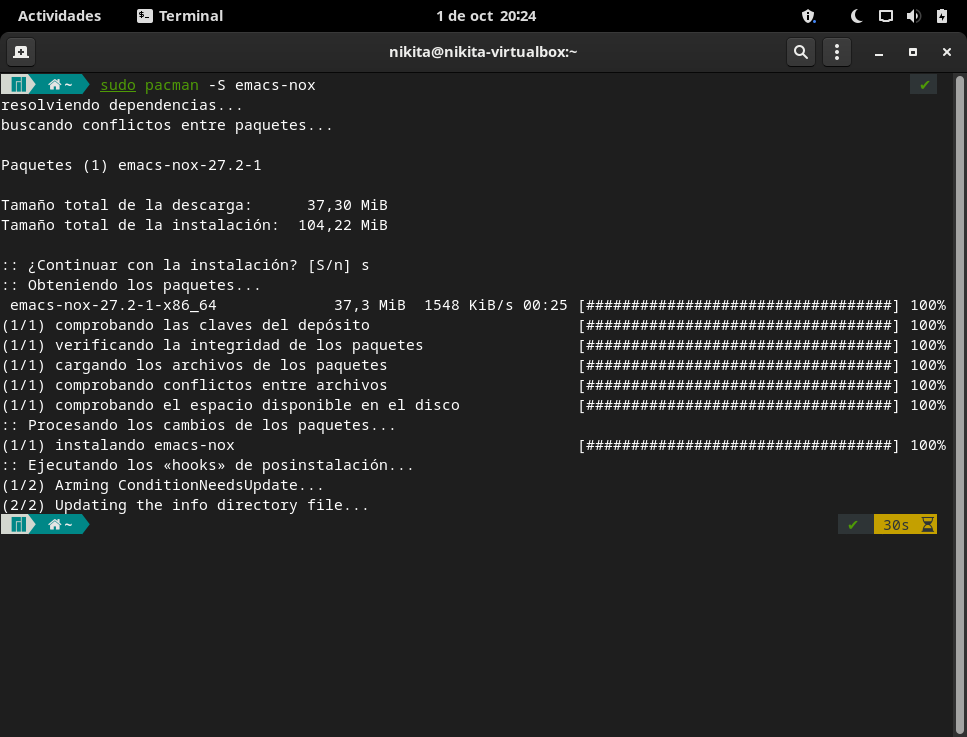 Actividades Terminal 1 de oct 20:24
nikita@nikita-virtualbox:~
~ sudo pacman -S emacs-nox ✔
resolviendo dependencias...
buscando conflictos entre paquetes...
Paquetes (1) emacs-nox-27.2-1
Tamaño total de la descarga: 37,30 MiB
Tamaño total de la instalación: 104,22 MiB
:: ¿Continuar con la instalación? [S/n] s
:: Obteniendo los paquetes...
emacs-nox-27.2-1-x86_64 37,3 MiB 1548 KiB/s 00:25 [##################################] 100%
(1/1) comprobando las claves del depósito [##################################] 100%
(1/1) verificando la integridad de los paquetes [##################################] 100%
(1/1) cargando los archivos de los paquetes [##################################] 100%
(1/1) comprobando conflictos entre archivos [##################################] 100%
(1/1) comprobando el espacio disponible en el disco [##################################] 100%
:: Procesando los cambios de los paquetes...
(1/1) instalando emacs-nox [##################################] 100%
:: Ejecutando los «hooks» de posinstalación...
(1/2) Arming ConditionNeedsUpdate...
(2/2) Updating the info directory file...
~ ✔ 30s